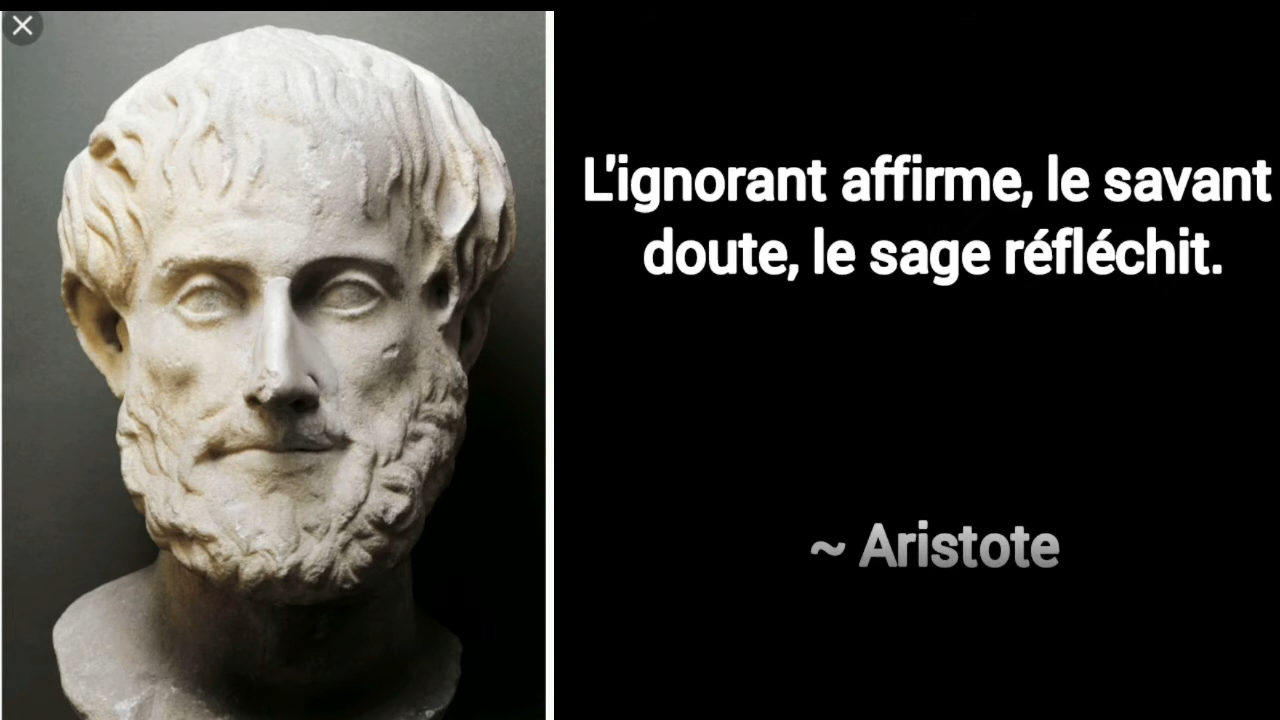 L'ignorant affirme, le savant
doute, le sage réfléchit.
~ Aristote